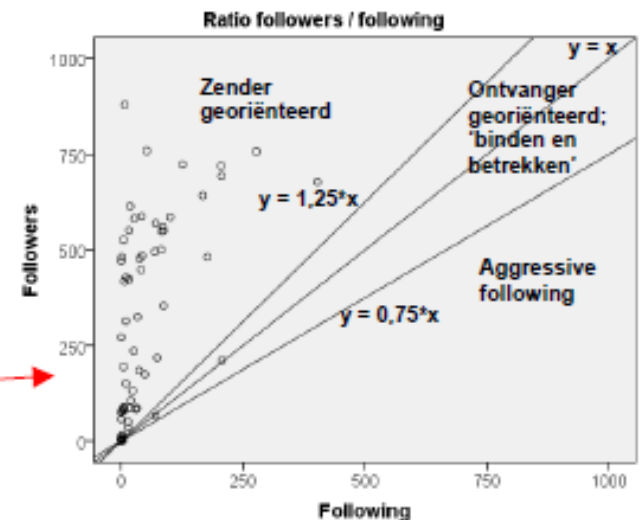 Ratio followers / following
1000
750
500
250
0
Followers
Zender
georiënteerd
y = x
Ontvanger
georiënteerd;
'binden en
betrekken'
y = 1,25*x
Aggressive
following
y = 0,75*x
0
250
500
750
1000
Following